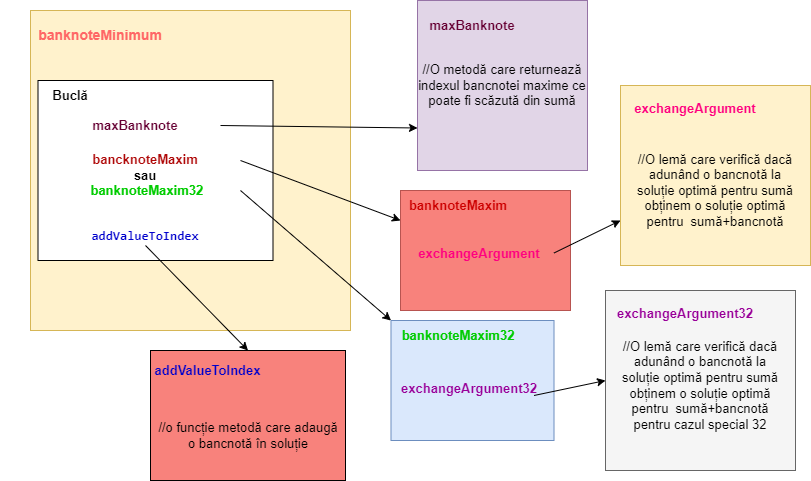 banknoteMinimum
Buclă
maxBanknote
bancknoteMaxim
sau
banknoteMaxim32
addValueToIndex
maxBanknote
//O metodă care returnează
indexul bancnotei maxime ce
poate fi scăzută din sumă
exchangeArgument
//O lemă care verifică dacă
adunând o bancnotă la
soluție optimă pentru sumă
obținem o soluție optimă
pentru sumă+bancnotă
banknoteMaxim
exchangeArgument
banknoteMaxim32
exchangeArgument32
exchangeArgument32
//O lemă care verifică dacă
adunând o bancnotă la
soluție optimă pentru sumă
obținem o soluție optimă
pentru sumă+bancnotă
pentru cazul special 32
addValueToIndex
//o funcție metodă care adaugă
o bancnotă în soluție